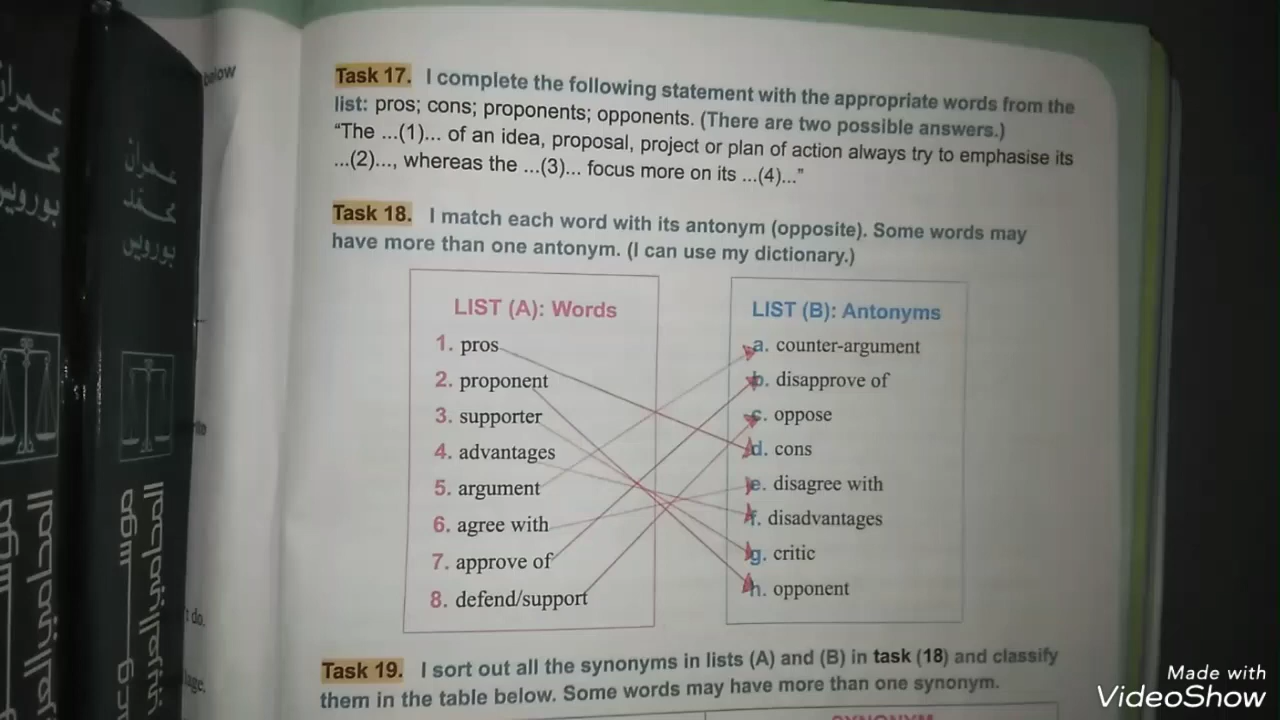 below
Task 17. I complete the following statement with the appropriate words from the
list: pros; cons; proponents; opponents. (There are two possible answers.)
“The ...(1)... of an idea, proposal, project or plan of action always try to emphasise its
...(2)..., whereas the ...(3)... focus more on its ...(4)...”
Task 18. I match each word with its antonym (opposite). Some words may
have more than one antonym. (I can use my dictionary.)
LIST (A): Words
1. pros
2. proponent
3. supporter
4. advantages
5. argument
6. agree with
7. approve of
8. defend/support
LIST (B): Antonyms
a. counter-argument
b. disapprove of
c. oppose
d. cons
e. disagree with
f. disadvantages
g. critic
h. opponent
Task 19. I sort out all the synonyms in lists (A) and (B) in task (18) and classify
them in the table below. Some words may have more than one synonym.
عمران
محمد
بورويس
Made with
VideoShow